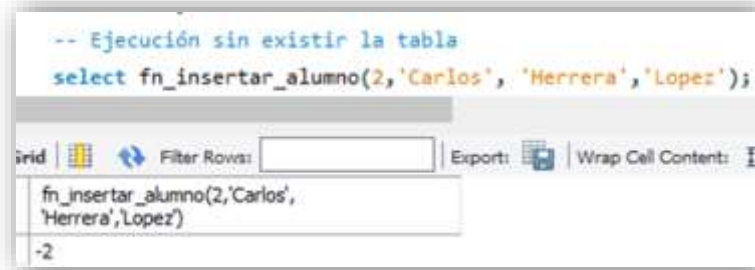 -- Ejecución sin existir la tabla
select fn_insertar_alumno(2,'Carlos', 'Herrera','Lopez');
Grid Filter Rows: Export: Wrap Cell Content:
fn_insertar_alumno(2,'Carlos',
'Herrera','Lopez')
-2